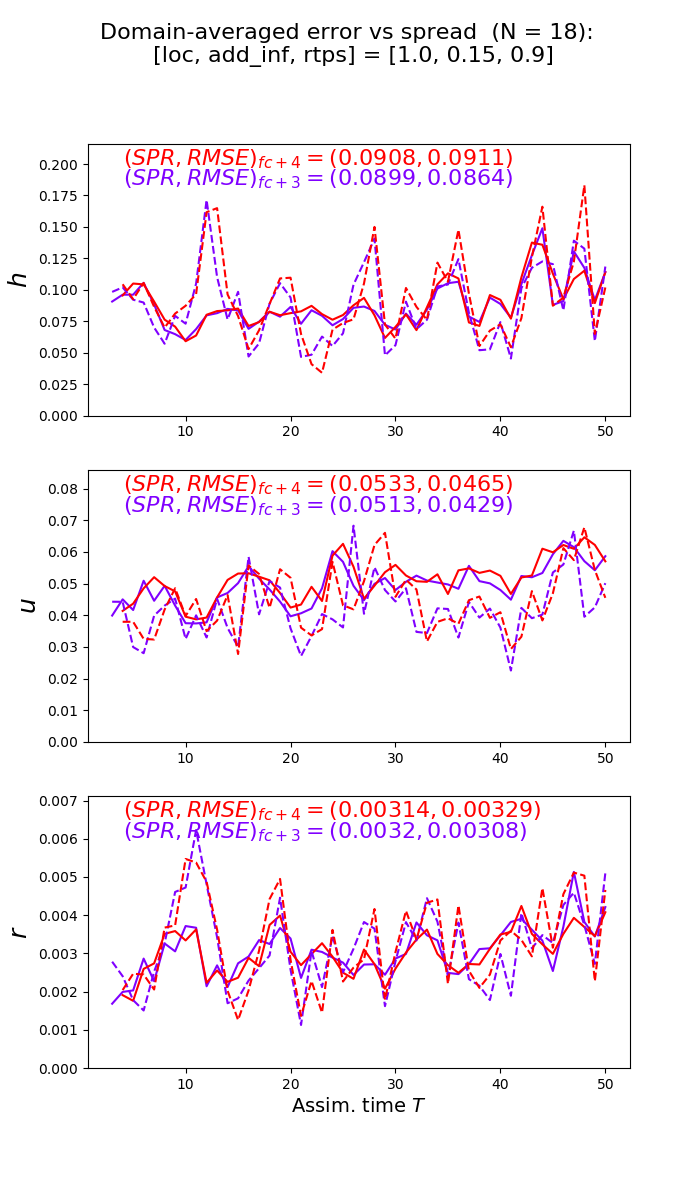 Domain-averaged error vs spread (N = 18):
[loc, add_inf, rtps] = [1.0, 0.15, 0.9]
(SPR, RMSE)fc+4 = (0.0908, 0.0911)
(SPR, RMSE)fc+3 = (0.0899, 0.0864)
0.200
0.175
0.150
0.125
0.100
0.075
0.050
0.025
0.000
h
10 20 30 40 50
(SPR, RMSE)fc+4 = (0.0533, 0.0465)
(SPR, RMSE)fc+3 = (0.0513, 0.0429)
0.08
0.07
0.06
0.05
0.04
0.03
0.02
0.01
0.00
u
10 20 30 40 50
(SPR, RMSE)fc+4 = (0.00314, 0.00329)
(SPR, RMSE)fc+3 = (0.0032, 0.00308)
0.007
0.006
0.005
0.004
0.003
0.002
0.001
0.000
r
10 20 30 40 50
Assim. time T